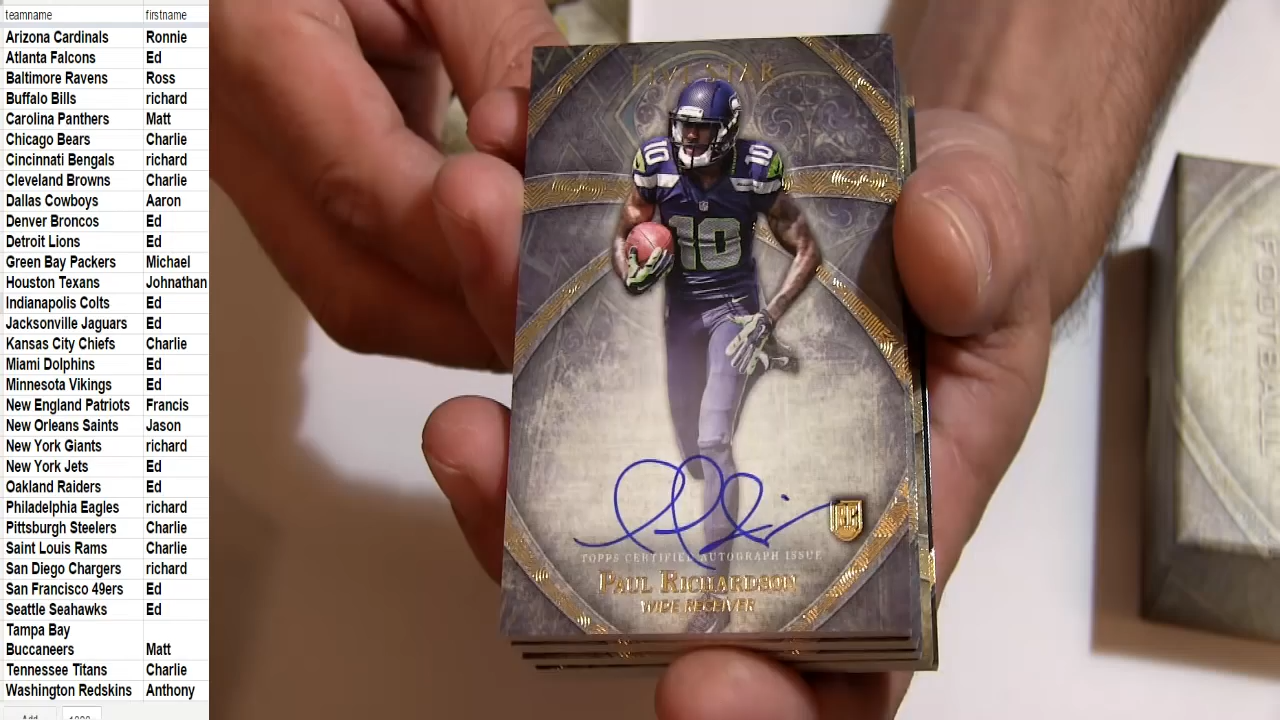 teamname firstname
Arizona Cardinals Ronnie
Atlanta Falcons Ed
Baltimore Ravens Ross
Buffalo Bills richard
Carolina Panthers Matt
Chicago Bears Charlie
Cincinnati Bengals richard
Cleveland Browns Charlie
Dallas Cowboys Aaron
Denver Broncos Ed
Detroit Lions Ed
Green Bay Packers Michael
Houston Texans Johnathan
Indianapolis Colts Ed
Jacksonville Jaguars Ed
Kansas City Chiefs Charlie
Miami Dolphins Ed
Minnesota Vikings Ed
New England Patriots Francis
New Orleans Saints Jason
New York Giants richard
New York Jets Ed
Oakland Raiders Ed
Philadelphia Eagles richard
Pittsburgh Steelers Charlie
Saint Louis Rams Charlie
San Diego Chargers richard
San Francisco 49ers Ed
Seattle Seahawks Ed
Tampa Bay
Buccaneers Matt
Tennessee Titans Charlie
Washington Redskins Anthony
FIVE STAR
10 10
10
TOPPS CERTIFIED AUTOGRAPH ISSUE
PAUL RICHARDSON
WIDE RECEIVER
FOOTBALL